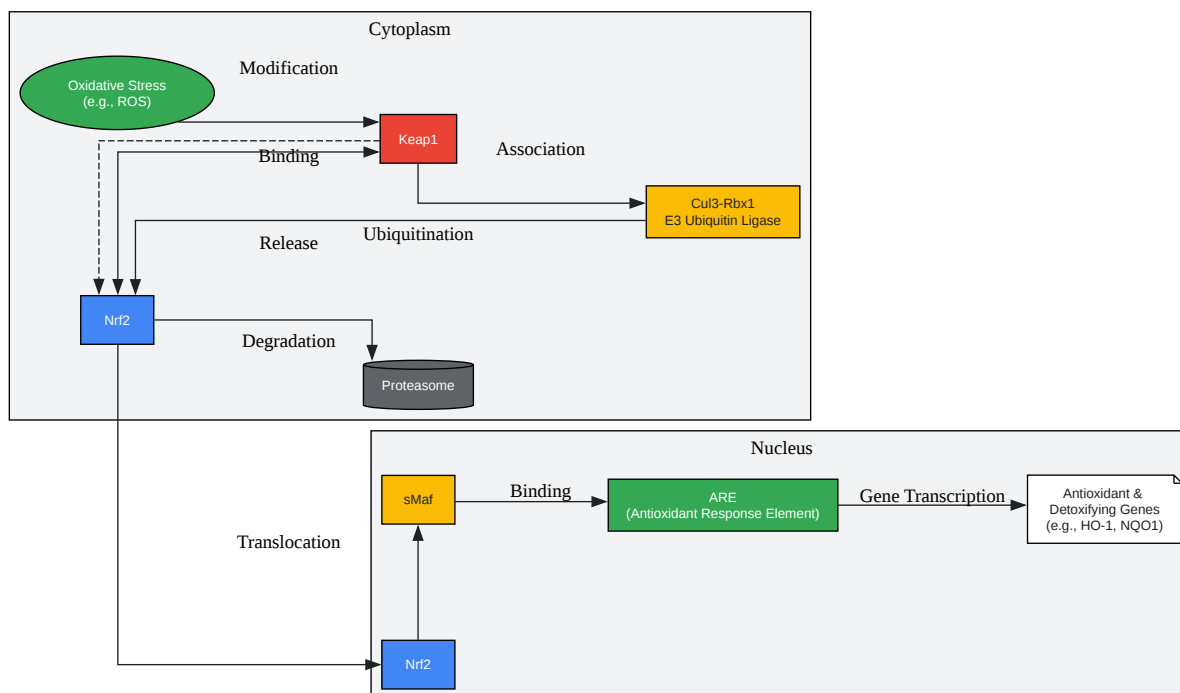 Cytoplasm
Modification
Oxidative Stress
(e.g., ROS)
Keap1
Binding
Association
Cul3-Rbx1
E3 Ubiquitin Ligase
Ubiquitination
Release
Nrf2
Degradation
Proteasome
Nucleus
sMaf
Binding
ARE
(Antioxidant Response Element)
Gene Transcription
Antioxidant &
Detoxifying Genes
(e.g., HO-1, NQO1)
Translocation
Nrf2